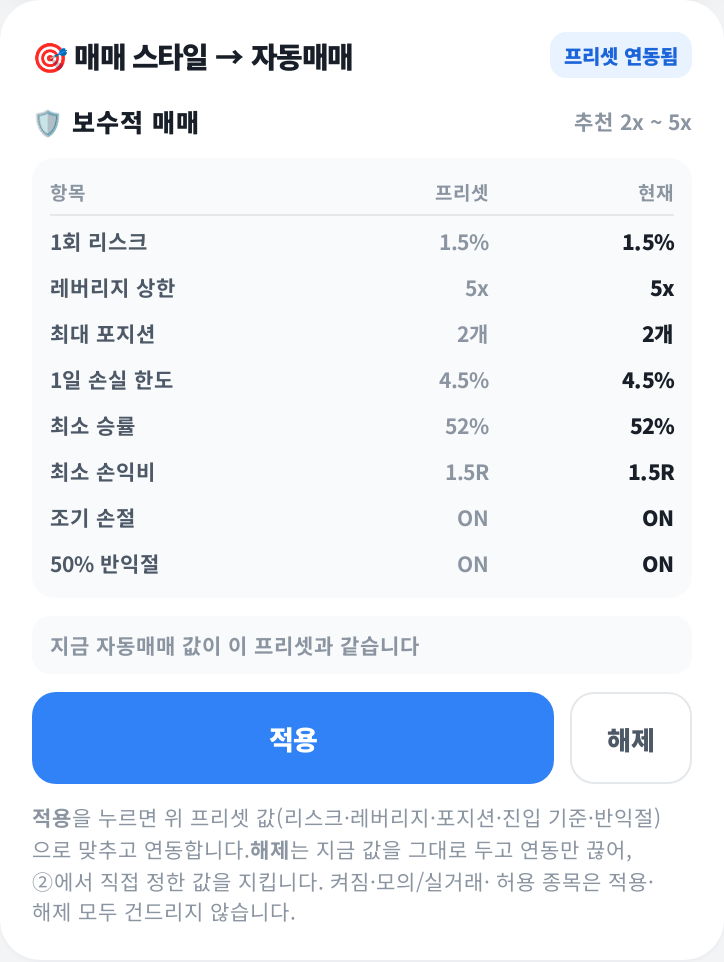 🎯 매매 스타일 → 자동매매 프리셋 연동됨
🛡️ 보수적 매매 추천 2x ~ 5x
항목 프리셋 현재
1회 리스크 1.5% 1.5%
레버리지 상한 5x 5x
최대 포지션 2개 2개
1일 손실 한도 4.5% 4.5%
최소 승률 52% 52%
최소 손익비 1.5R 1.5R
조기 손절 ON ON
50% 반익절 ON ON
지금 자동매매 값이 이 프리셋과 같습니다
적용 해제
적용을 누르면 위 프리셋 값(리스크·레버리지·포지션·진입 기준·반익절)
으로 맞추고 연동합니다.해제는 지금 값을 그대로 두고 연동만 끊어,
②에서 직접 정한 값을 지킵니다. 켜짐·모의/실거래· 허용 종목은 적용·
해제 모두 건드리지 않습니다.